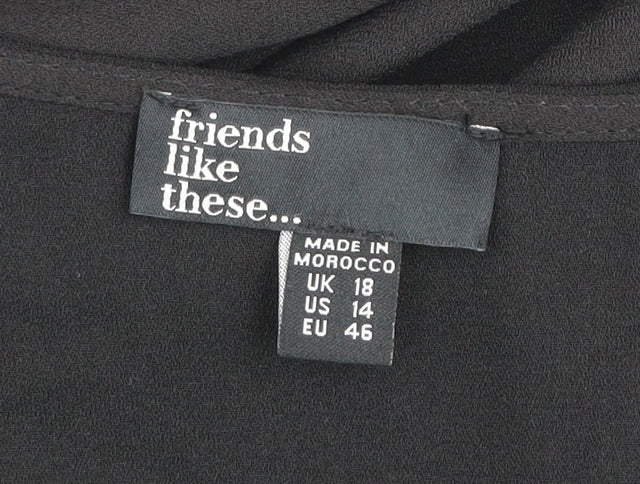 friends
like
these...
MADE IN
MOROCCO
UK 18
US 14
EU 46